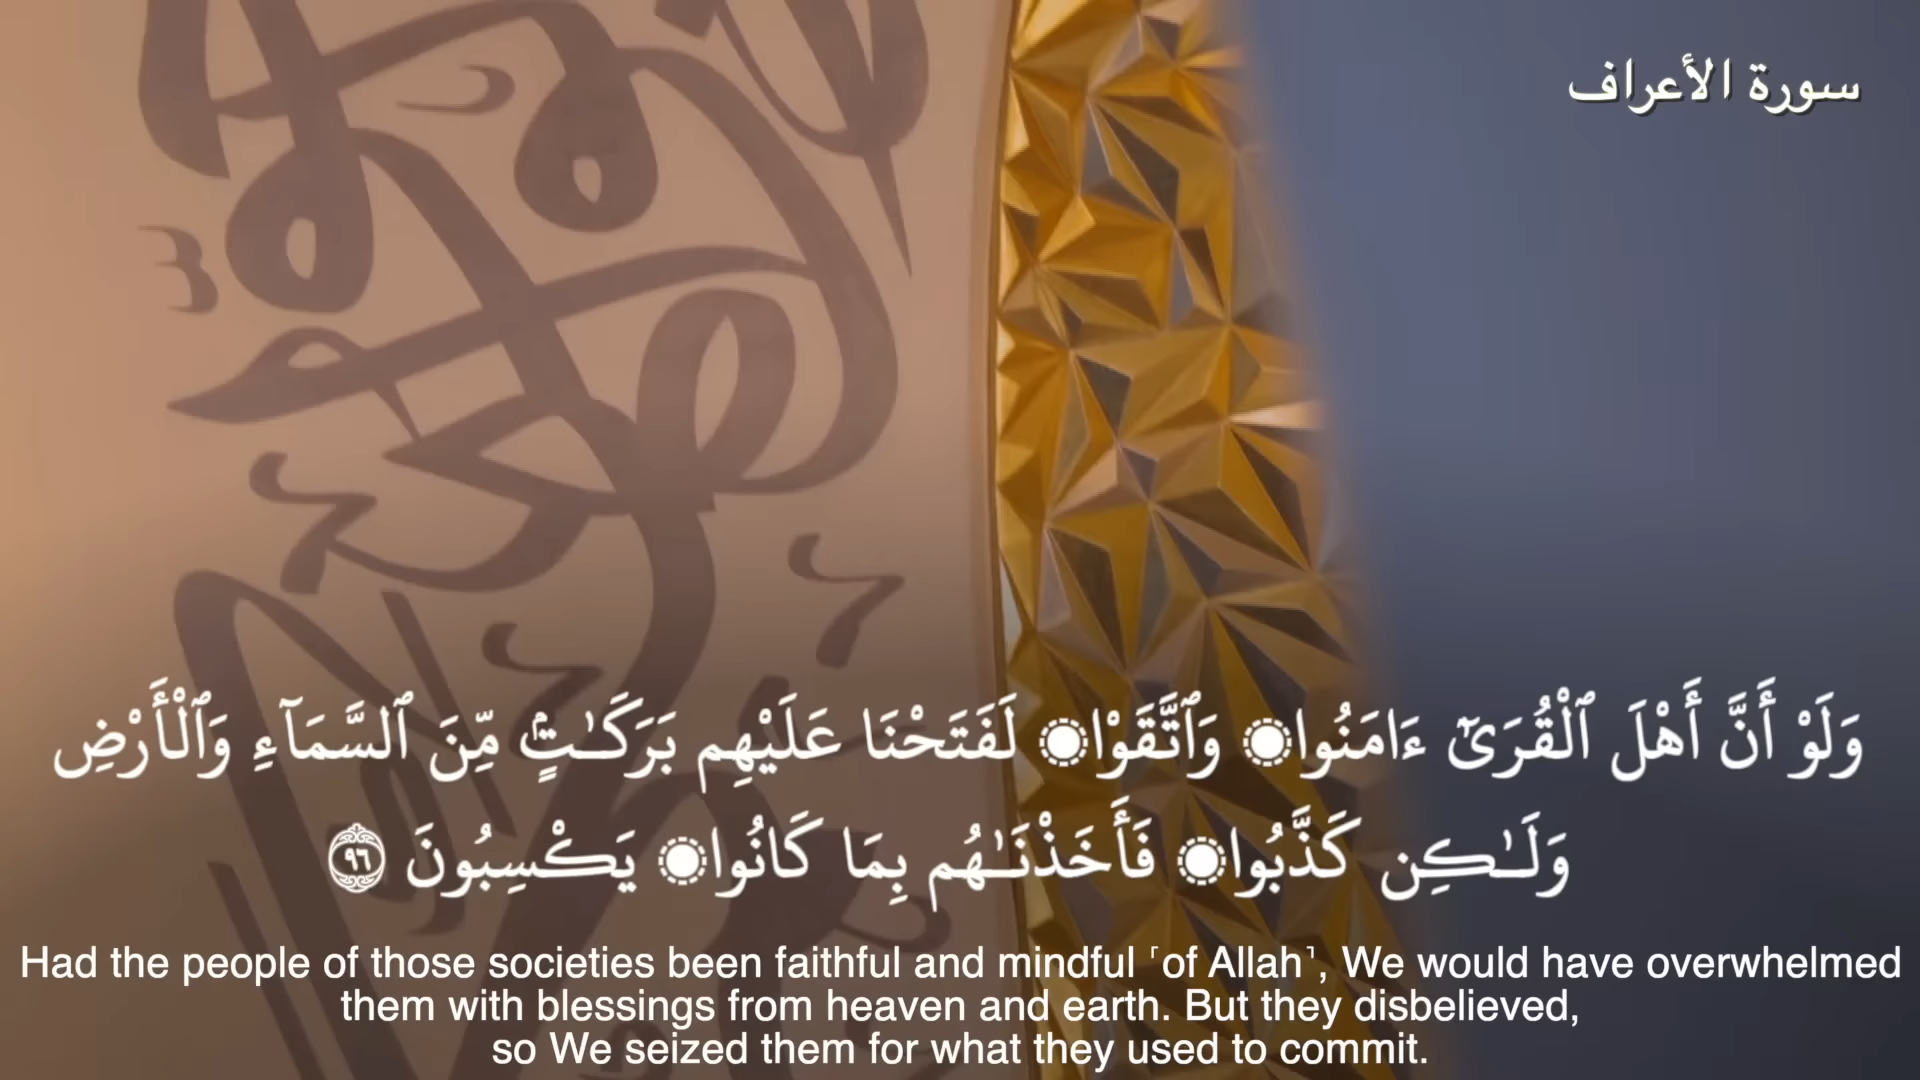 سورة الأعراف
وَلَوْ أَنَّ أَهْلَ ٱلْقُرَىٰٓ ءَامَنُوا۟ وَٱتَّقَوْا۟ لَفَتَحْنَا عَلَيْهِم بَرَكَـٰتٍۢ مِّنَ ٱلسَّمَآءِ وَٱلْأَرْضِ
وَلَـٰكِن كَذَّبُوا۟ فَأَخَذْنَـٰهُم بِمَا كَانُوا۟ يَكْسِبُونَ ٩٦
Had the people of those societies been faithful and mindful ˹of Allah˺, We would have overwhelmed
them with blessings from heaven and earth. But they disbelieved,
so We seized them for what they used to commit.